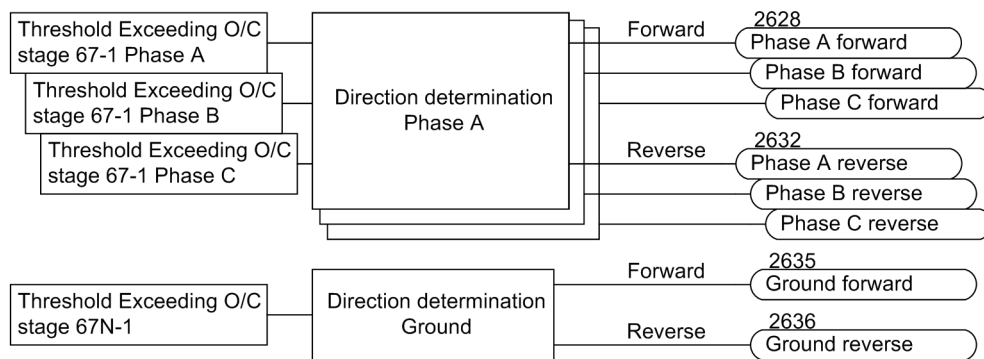 Threshold Exceeding O/C
stage 67-1 Phase A
Threshold Exceeding O/C
stage 67-1 Phase B
Threshold Exceeding O/C
stage 67-1 Phase C
Direction determination
Phase A
Forward
2628
Phase A forward
Phase B forward
Phase C forward
Reverse
2632
Phase A reverse
Phase B reverse
Phase C reverse
Threshold Exceeding O/C
stage 67N-1
Direction determination
Ground
Forward
2635
Ground forward
Reverse
2636
Ground reverse